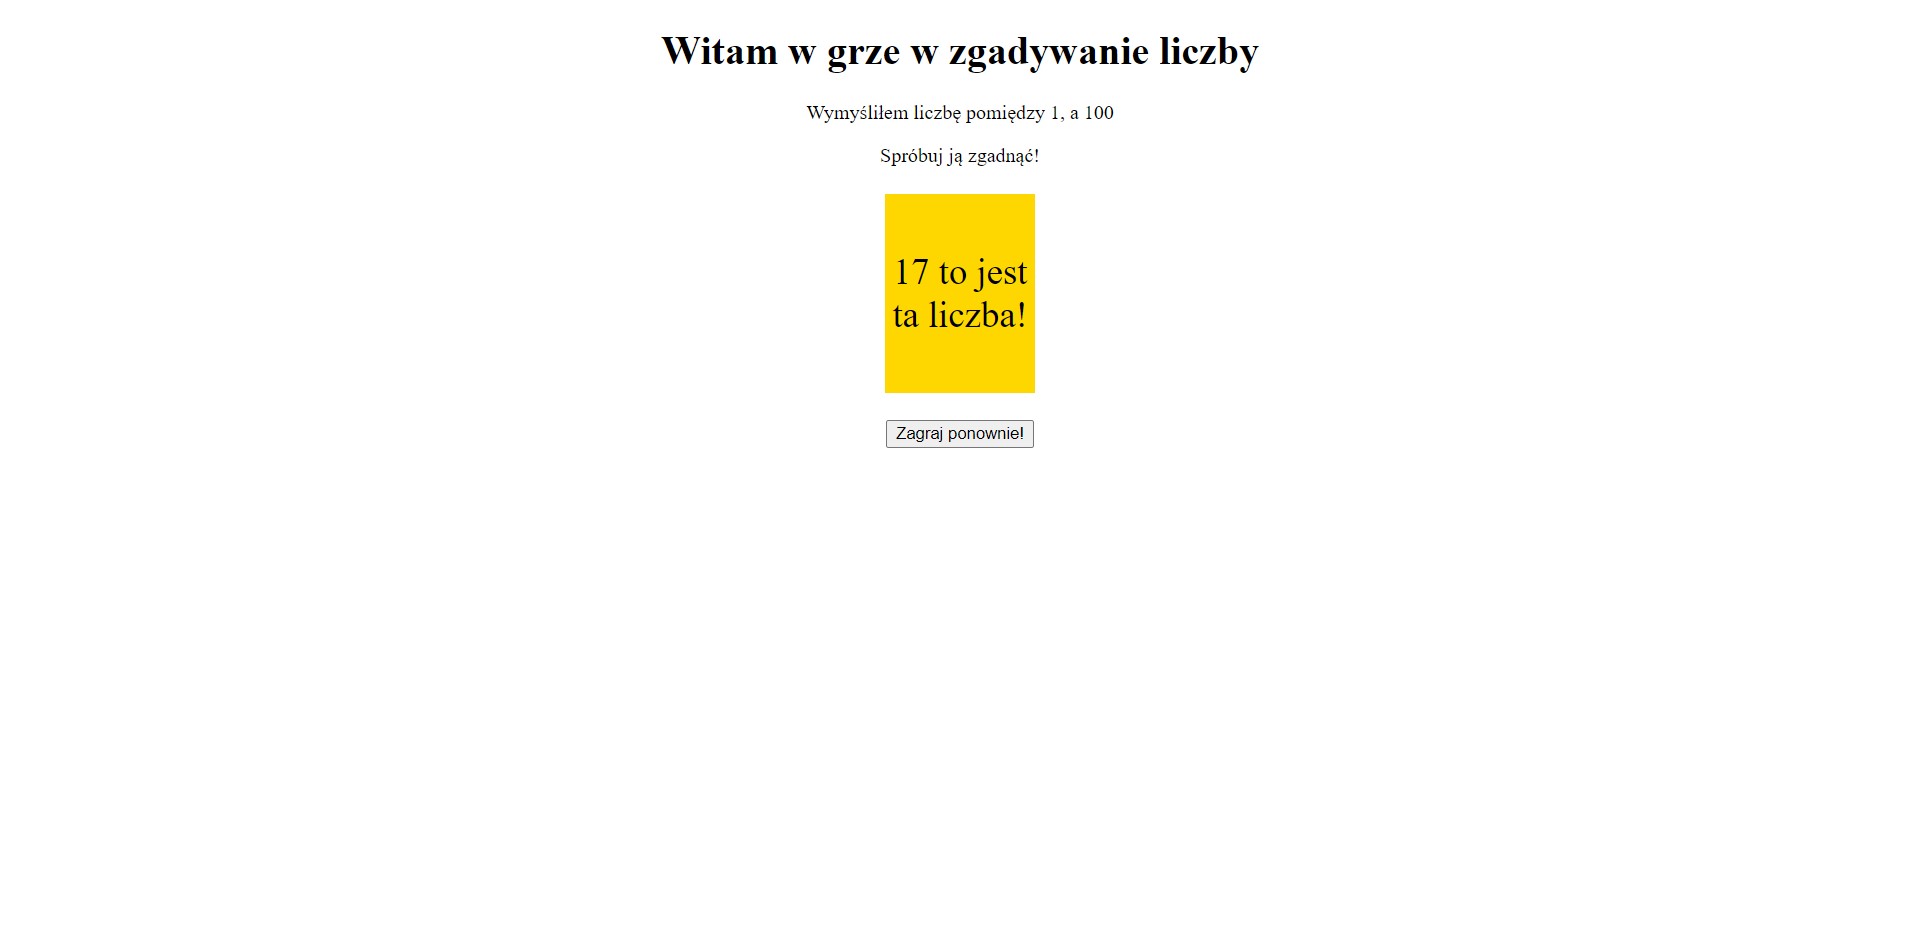 Witam w grze w zgadywanie liczby
Wymyśliłem liczbę pomiędzy 1, a 100
Spróbuj ją zgadnąć!
17 to jest
ta liczba!
Zagraj ponownie!